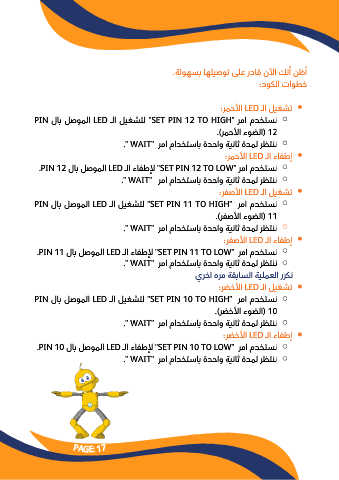 أظن أنك الآن قادر على توصيلها بسهولة.
خطوات الكود:
تشغيل الـ LED الأحمر:
نستخدم امر "SET PIN 12 TO HIGH" لتشغيل الـ LED الموصل بال PIN
12 (الضوء الأحمر).
ننتظر لمدة ثانية واحدة باستخدام امر "WAIT ".
إطفاء الـ LED الأحمر:
نستخدم امر "SET PIN 12 TO LOW" لإطفاء الـ LED الموصل بال PIN 12.
ننتظر لمدة ثانية واحدة باستخدام امر "WAIT ".
تشغيل الـ LED الأصفر:
نستخدم امر "SET PIN 11 TO HIGH" لتشغيل الـ LED الموصل بال PIN
11 (الضوء الأصفر).
ننتظر لمدة ثانية واحدة باستخدام امر "WAIT ".
إطفاء الـ LED الأصفر:
نستخدم امر "SET PIN 11 TO LOW" لإطفاء الـ LED الموصل بال PIN 11.
ننتظر لمدة ثانية واحدة باستخدام امر "WAIT ".
نكرر العملية السابقة مره اخري
تشغيل الـ LED الأخضر:
نستخدم امر "SET PIN 10 TO HIGH" لتشغيل الـ LED الموصل بال PIN
10 (الضوء الأخضر).
ننتظر لمدة ثانية واحدة باستخدام امر "WAIT ".
إطفاء الـ LED الأخضر:
نستخدم امر "SET PIN 10 TO LOW" لإطفاء الـ LED الموصل بال PIN 10.
ننتظر لمدة ثانية واحدة باستخدام امر "WAIT ".
PAGE 17